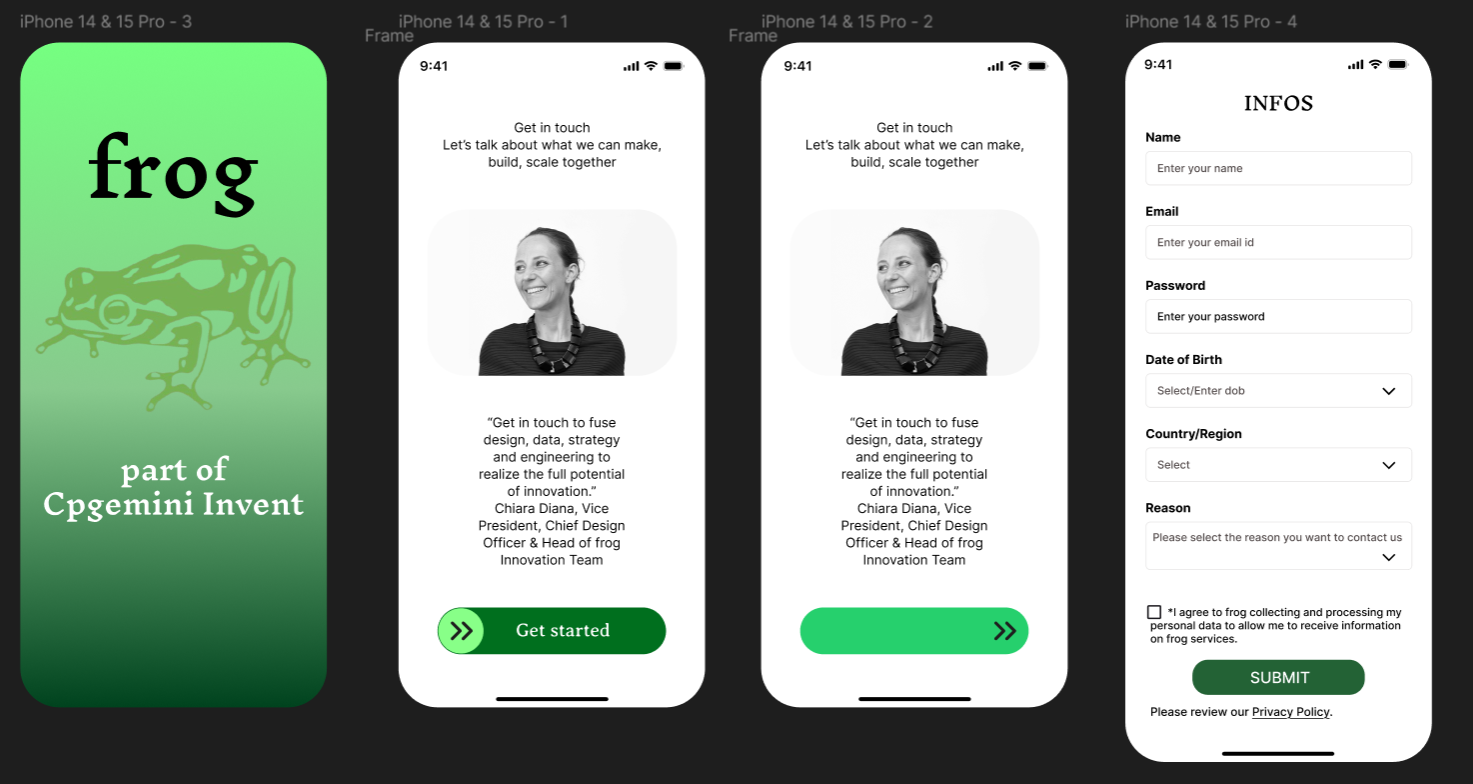 iPhone 14 & 15 Pro - 3
frog
part of
Cpgemini Invent
iPhone 14 & 15 Pro - 1
Frame
9:41
Get in touch
Let’s talk about what we can make,
build, scale together
“Get in touch to fuse
design, data, strategy
and engineering to
realize the full potential
of innovation.”
Chiara Diana, Vice
President, Chief Design
Officer & Head of frog
Innovation Team
Get started
iPhone 14 & 15 Pro - 2
Frame
9:41
Get in touch
Let’s talk about what we can make,
build, scale together
“Get in touch to fuse
design, data, strategy
and engineering to
realize the full potential
of innovation.”
Chiara Diana, Vice
President, Chief Design
Officer & Head of frog
Innovation Team
iPhone 14 & 15 Pro - 4
9:41
INFOS
Name
Enter your name
Email
Enter your email id
Password
Enter your password
Date of Birth
Select/Enter dob
Country/Region
Select
Reason
Please select the reason you want to contact us
*I agree to frog collecting and processing my
personal data to allow me to receive information
on frog services.
SUBMIT
Please review our Privacy Policy.